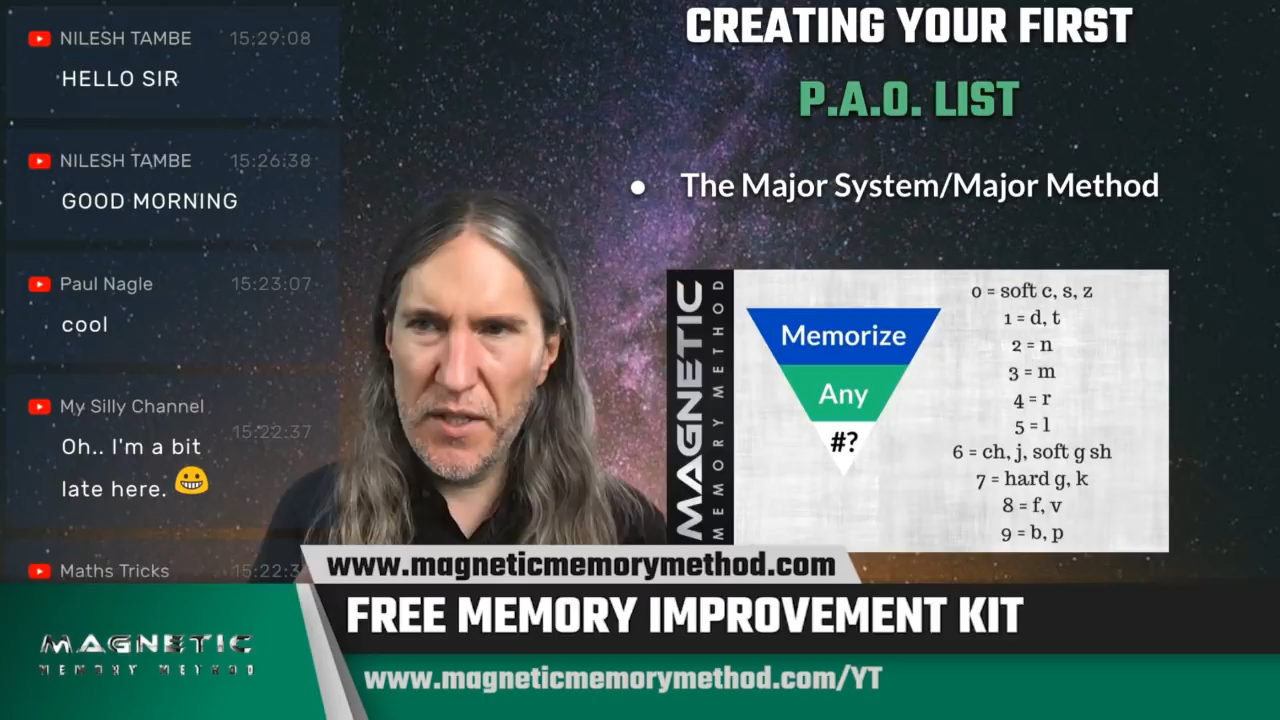 NILESH TAMBE 15:29:08
HELLO SIR
NILESH TAMBE 15:26:38
GOOD MORNING
Paul Nagle 15:23:07
cool
My Silly Channel 15:22:37
Oh.. I'm a bit
late here. 😀
Maths Tricks
CREATING YOUR FIRST
P.A.O. LIST
• The Major System/Major Method
MAGNETIC
MEMORY METHOD
Memorize
Any
#?
0 = soft c, s, z
1 = d, t
2 = n
3 = m
4 = r
5 = l
6 = ch, j, soft g sh
7 = hard g, k
8 = f, v
9 = b, p
www.magneticmemorymethod.com
FREE MEMORY IMPROVEMENT KIT
www.magneticmemorymethod.com/YT
MAGNETIC
MEMORY METHOD